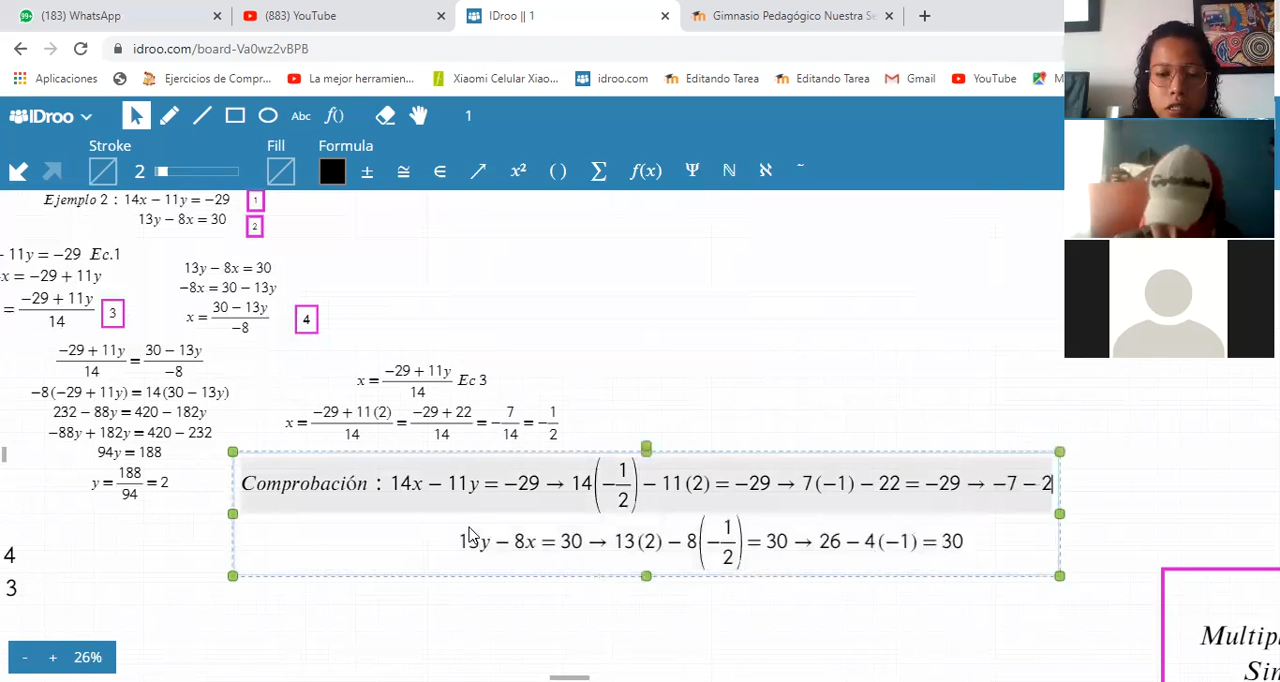 (183) WhatsApp
(883) YouTube
IDroo || 1
Gimnasio Pedagógico Nuestra Se
idroo.com/board-Va0wz2vBPB
Aplicaciones
Ejercicios de Compr...
La mejor herramien...
Xiaomi Celular Xiao...
idroo.com
Editando Tarea
Editando Tarea
Gmail
YouTube
M
IDroo
Abc
f()
1
Stroke
Fill
Formula
2
± ≅ ∈ x² ( ) ∑ f(x) Ψ ℕ ℵ ~
Ejemplo 2 : 14x − 11y = −29 1
13y − 8x = 30 2
- 11y = −29 Ec.1
x = −29 + 11y
= (−29 + 11y)/14 3
13y − 8x = 30
−8x = 30 − 13y
x = (30 − 13y)/−8 4
(−29 + 11y)/14 = (30 − 13y)/−8
−8(−29 + 11y) = 14(30 − 13y)
232 − 88y = 420 − 182y
−88y + 182y = 420 − 232
94y = 188
y = 188/94 = 2
x = (−29 + 11y)/14 Ec 3
x = (−29 + 11(2))/14 = (−29 + 22)/14 = −7/14 = −1/2
Comprobación : 14x − 11y = −29 → 14(−1/2) − 11(2) = −29 → 7(−1) − 22 = −29 → −7 − 2
13y − 8x = 30 → 13(2) − 8(−1/2) = 30 → 26 − 4(−1) = 30
4
3
Multip
Sin
- + 26%